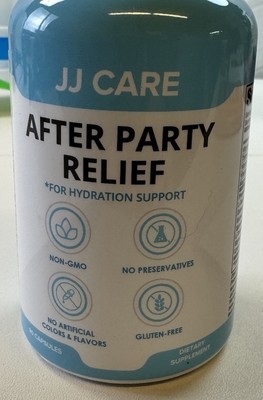 JJ CARE
AFTER PARTY
RELIEF
*FOR HYDRATION SUPPORT
NON-GMO
NO PRESERVATIVES
NO ARTIFICIAL
COLORS & FLAVORS
GLUTEN-FREE
CAPSULES
DIETARY
SUPPLEMENT